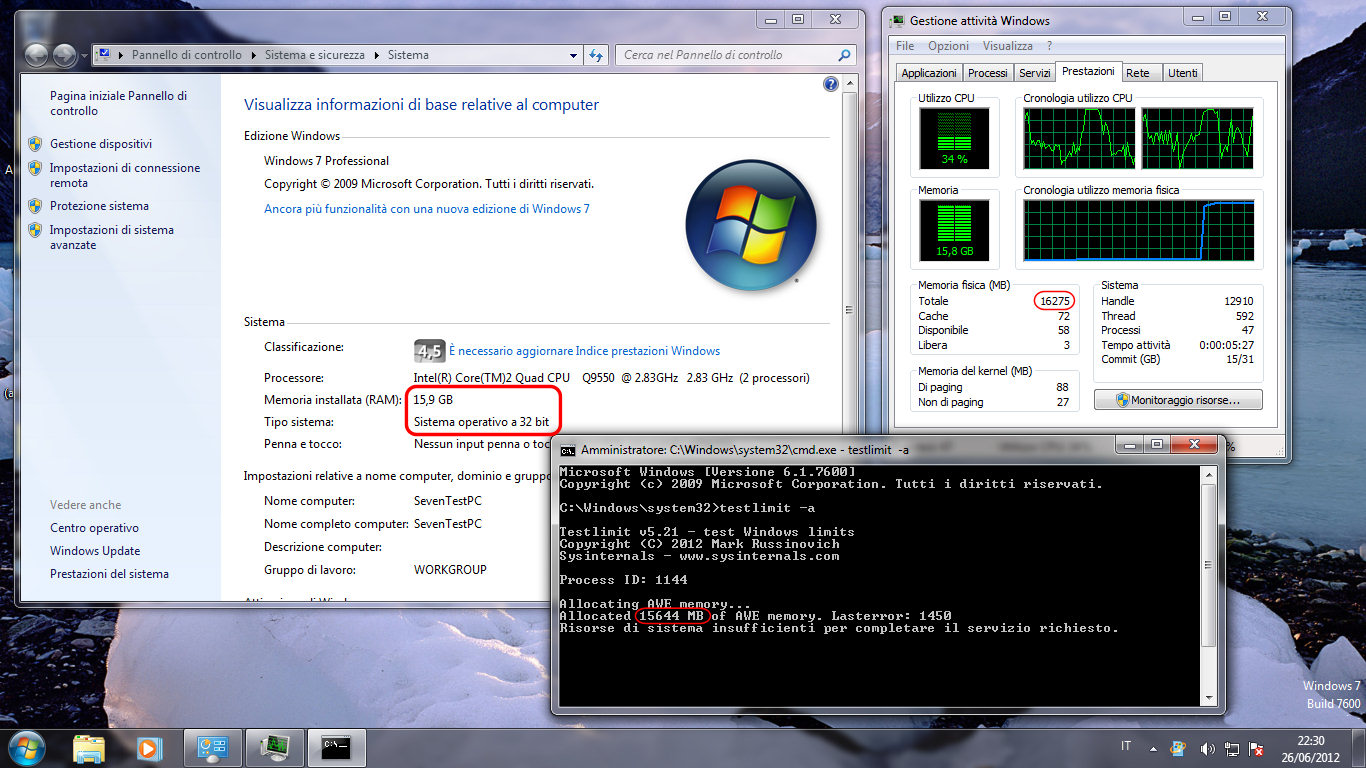 Pannello di controllo Sistema e sicurezza Sistema
Cerca nel Pannello di controllo
Pagina iniziale Pannello di
controllo
Gestione dispositivi
Impostazioni di connessione
remota
Protezione sistema
Impostazioni di sistema
avanzate
Vedere anche
Centro operativo
Windows Update
Prestazioni del sistema
Visualizza informazioni di base relative al computer
Edizione Windows
Windows 7 Professional
Copyright © 2009 Microsoft Corporation. Tutti i diritti riservati.
Ancora più funzionalità con una nuova edizione di Windows 7
Sistema
Classificazione: 4,5 È necessario aggiornare Indice prestazioni Windows
Processore: Intel(R) Core(TM)2 Quad CPU Q9550 @ 2.83GHz 2.83 GHz (2 processori)
Memoria installata (RAM): 15,9 GB
Tipo sistema: Sistema operativo a 32 bit
Penna e tocco: Nessun input penna o toc
Impostazioni relative a nome computer, dominio e gruppo
Nome computer: SevenTestPC
Nome completo computer: SevenTestPC
Descrizione computer:
Gruppo di lavoro: WORKGROUP
Gestione attività Windows
File Opzioni Visualizza ?
Applicazioni Processi Servizi Prestazioni Rete Utenti
Utilizzo CPU
34 %
Cronologia utilizzo CPU
Memoria
15,8 GB
Cronologia utilizzo memoria fisica
Memoria fisica (MB)
Totale 16275
Cache 72
Disponibile 58
Libera 3
Memoria del kernel (MB)
Di paging 88
Non di paging 27
Sistema
Handle 12910
Thread 592
Processi 47
Tempo attività 0:00:05:27
Commit (GB) 15/31
Monitoraggio risorse...
Amministratore: C:\Windows\system32\cmd.exe - testlimit -a
Microsoft Windows [Versione 6.1.7600]
Copyright (c) 2009 Microsoft Corporation. Tutti i diritti riservati.
C:\Windows\system32>testlimit -a
Testlimit v5.21 - test Windows limits
Copyright (C) 2012 Mark Russinovich
Sysinternals - www.sysinternals.com
Process ID: 1144
Allocating AWE memory...
Allocated 15644 MB of AWE memory. Lasterror: 1450
Risorse di sistema insufficienti per completare il servizio richiesto.
Windows 7
Build 7600
IT
22:30
26/06/2012